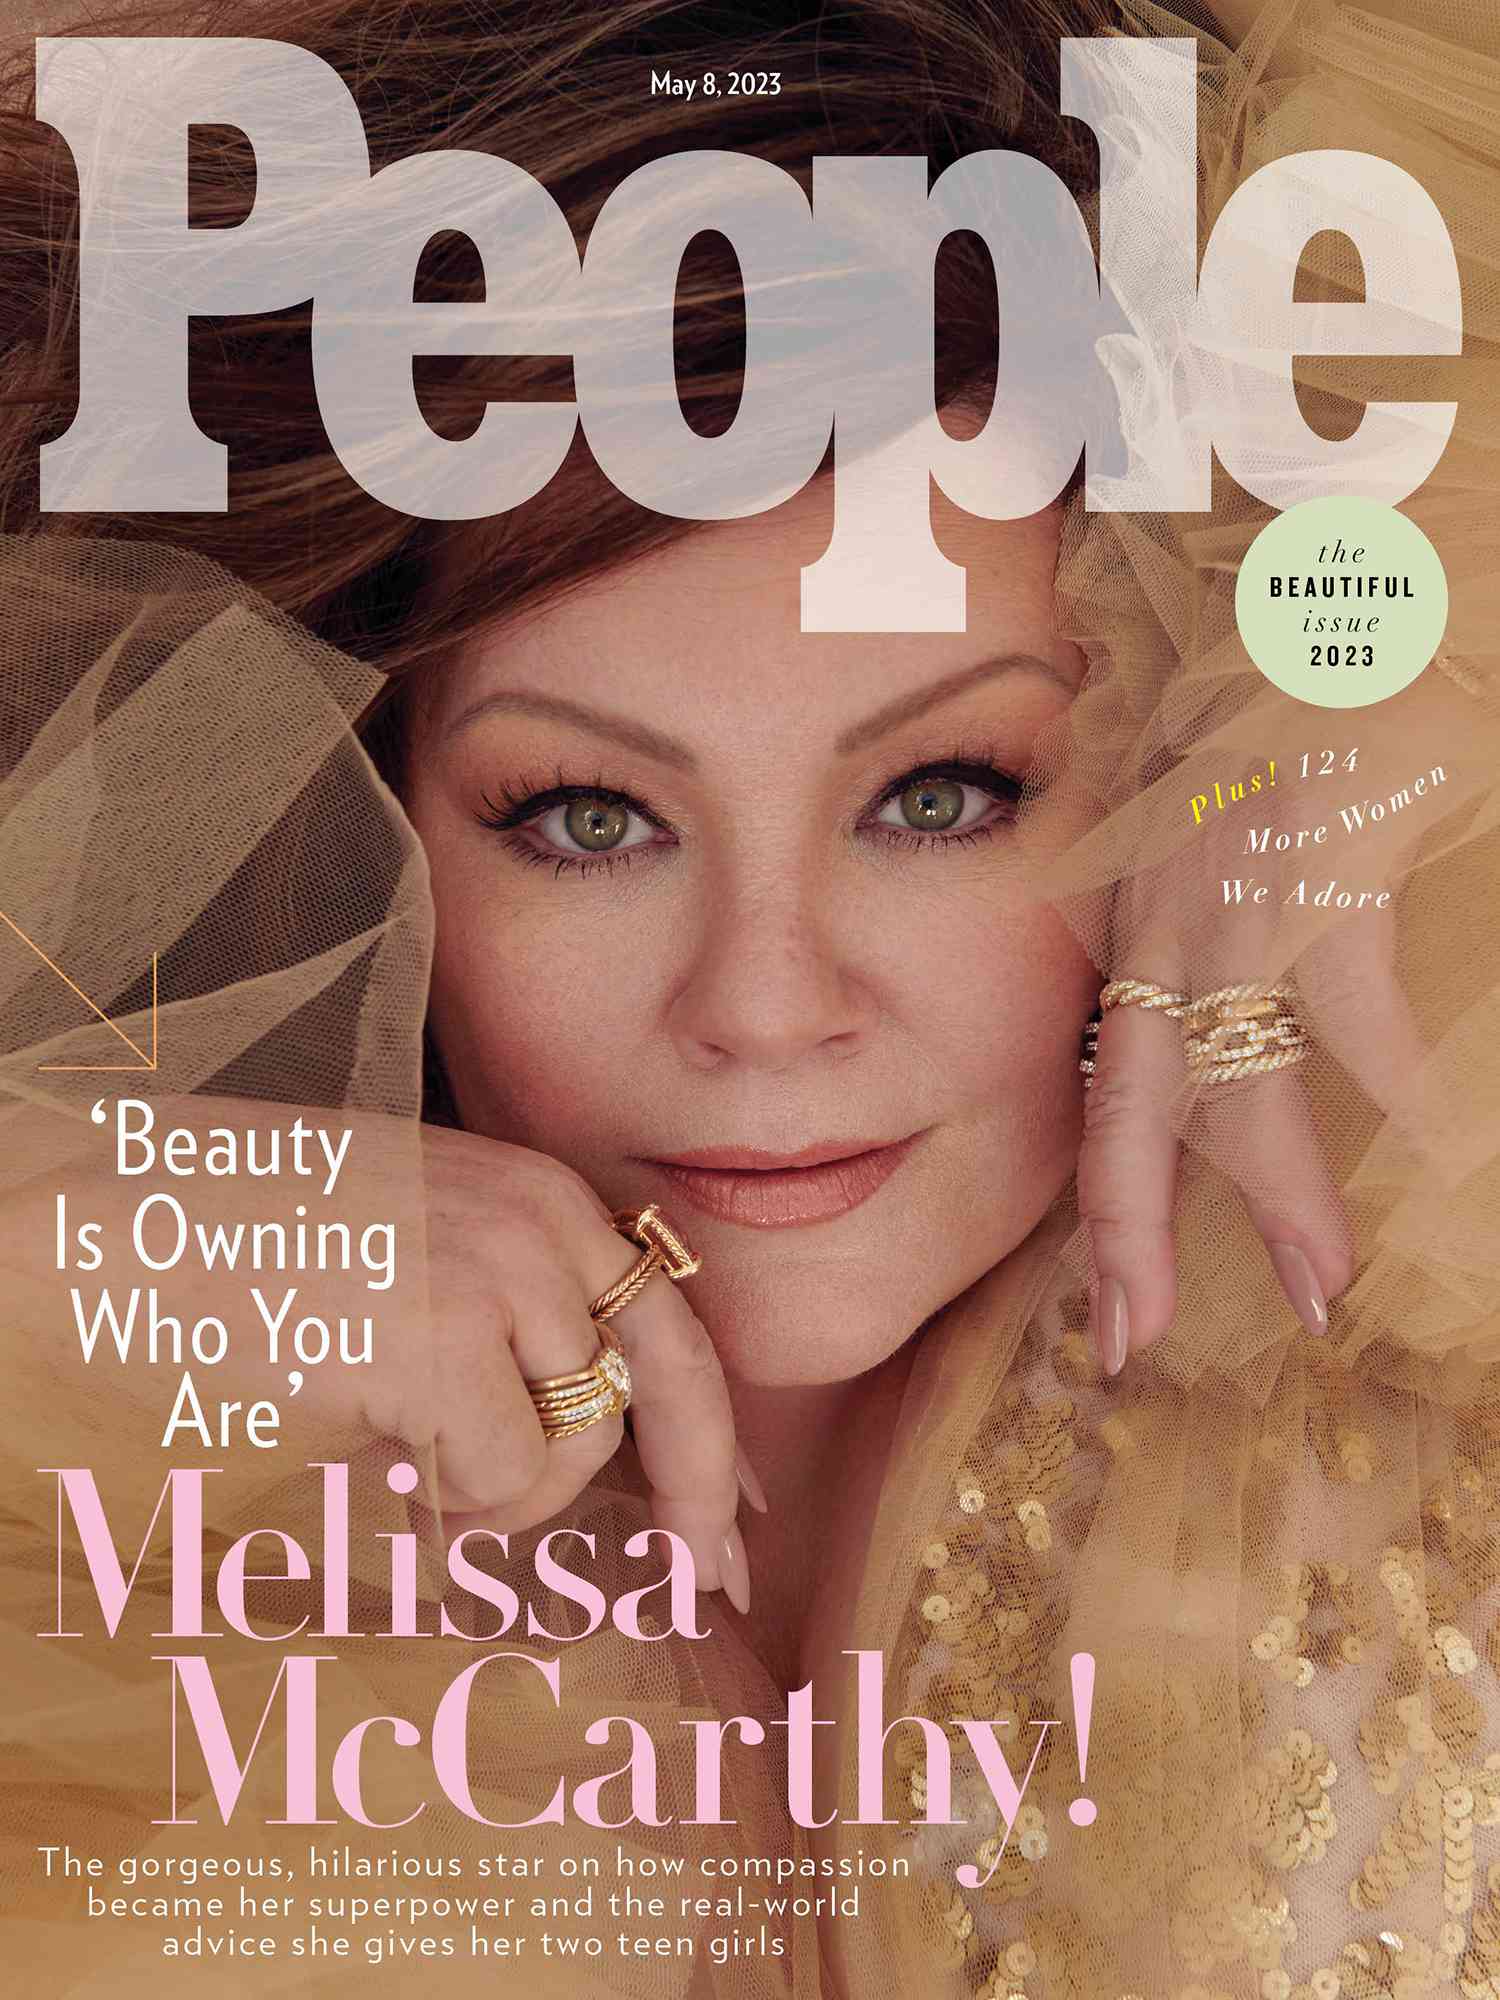 May 8, 2023
People
the
BEAUTIFUL
issue
2023
Plus! 124
More Women
We Adore
‘Beauty
Is Owning
Who You
Are’
Melissa
McCarthy!
The gorgeous, hilarious star on how compassion
became her superpower and the real-world
advice she gives her two teen girls